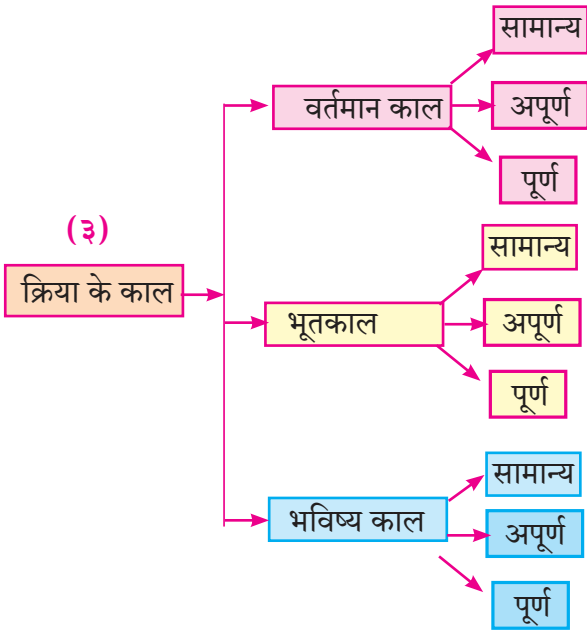 (३)
क्रिया के काल
वर्तमान काल
सामान्य
अपूर्ण
पूर्ण
भूतकाल
सामान्य
अपूर्ण
पूर्ण
भविष्य काल
सामान्य
अपूर्ण
पूर्ण